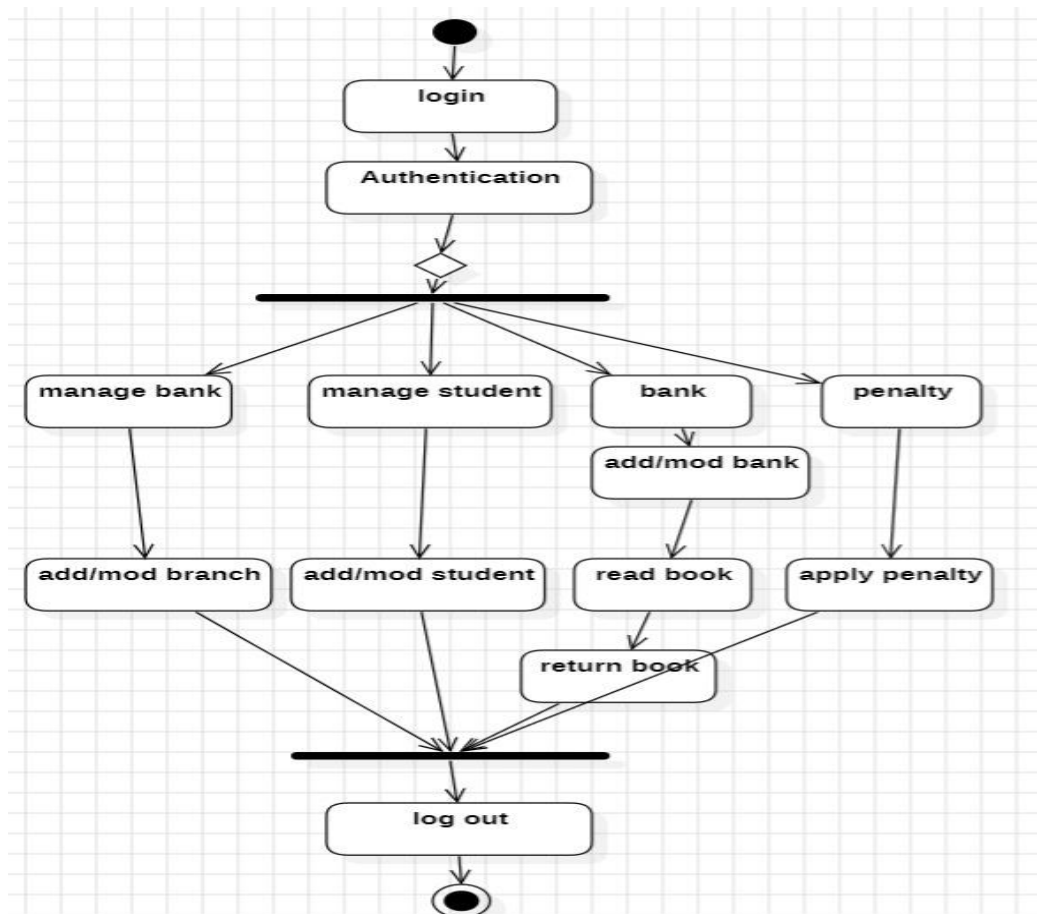 login
Authentication
manage bank
manage student
bank
penalty
add/mod bank
add/mod branch
add/mod student
read book
apply penalty
return book
log out